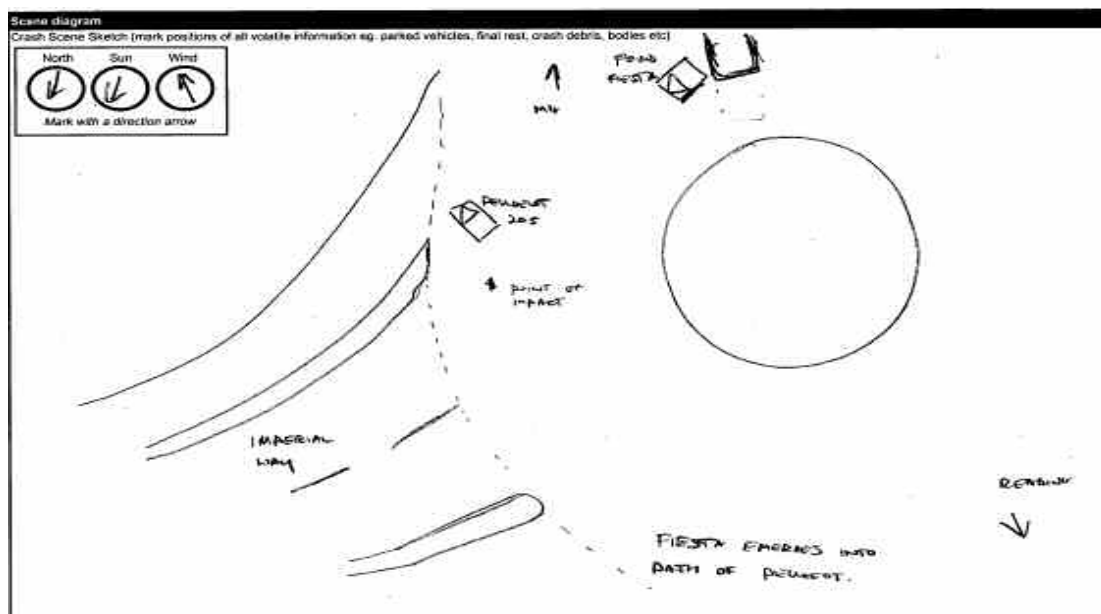 Scene diagram
Crash Scene Sketch (mark positions of all volatile information eg. parked vehicles, final rest, crash debris, bodies etc)
North Sun Wind
Mark with a direction arrow
FORD
FIESTA
M4
PEUGEOT
205
POINT OF
IMPACT
IMPERIAL
WAY
READING
FIESTA EMERGES INTO
PATH OF PEUGEOT.